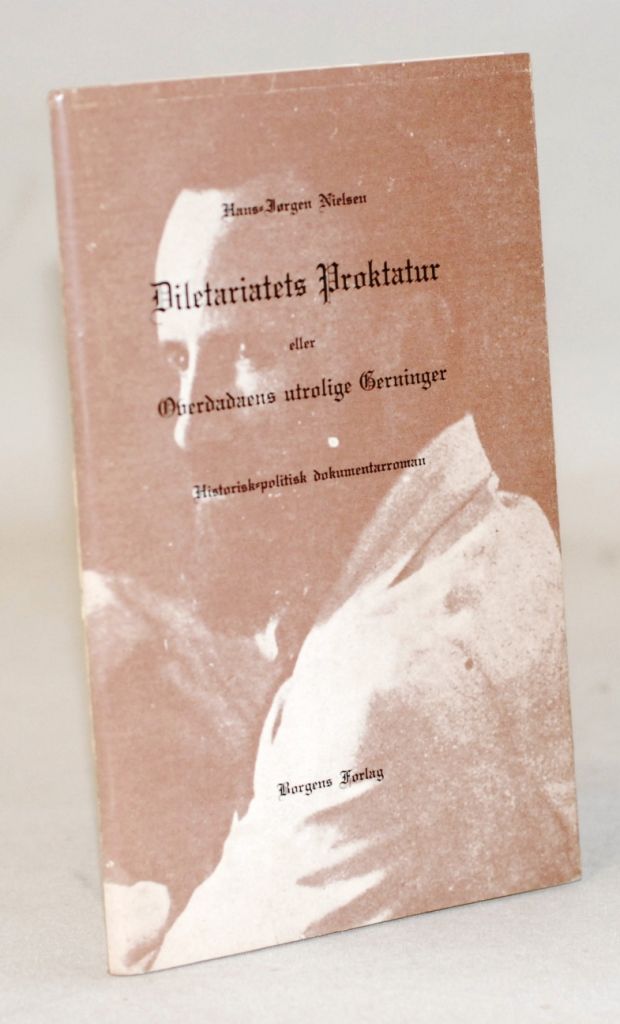 Hans-Jørgen Nielsen
Diletariatets Proktatur
eller
Overdadaens utrolige Gerninger
Historisk-politisk dokumentarroman
Borgens Forlag